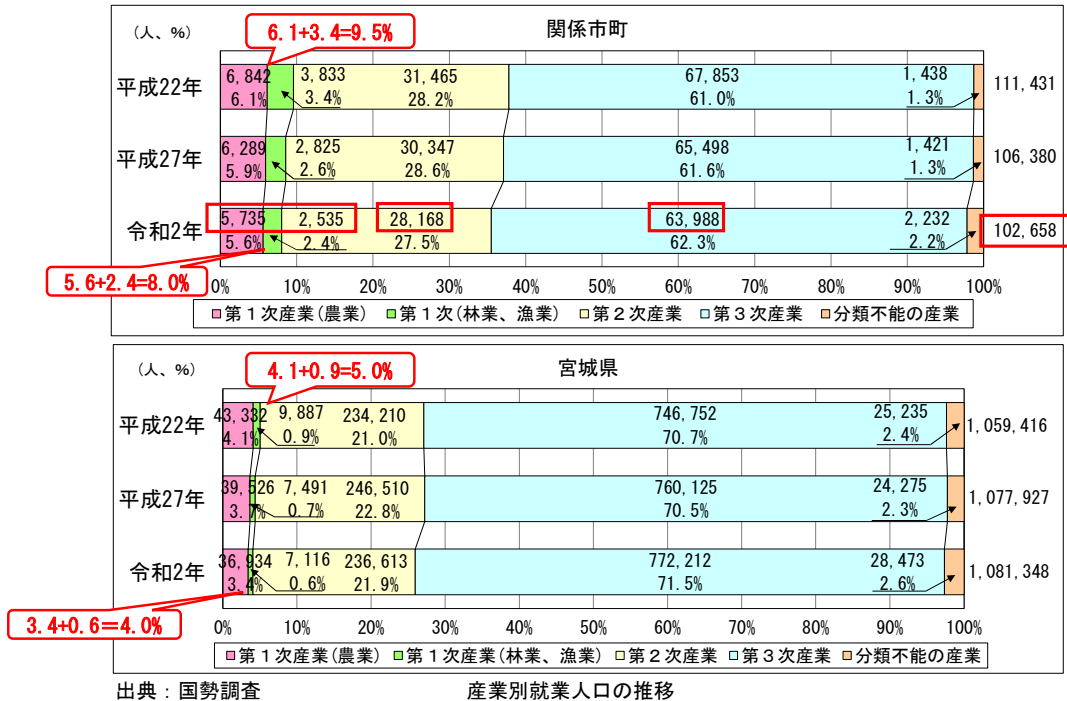 (人、%)
6.1+3.4=9.5%
関係市町
平成22年
6,842 3,833 31,465 67,853 1,438
6.1% 3.4% 28.2% 61.0% 1.3%
111,431
平成27年
6,289 2,825 30,347 65,498 1,421
5.9% 2.6% 28.6% 61.6% 1.3%
106,380
令和2年
5,735 2,535 28,168 63,988 2,232
5.6% 2.4% 27.5% 62.3% 2.2%
102,658
5.6+2.4=8.0%
0% 10% 20% 30% 40% 50% 60% 70% 80% 90% 100%
第1次産業(農業) 第1次(林業、漁業) 第2次産業 第3次産業 分類不能の産業
(人、%)
4.1+0.9=5.0%
宮城県
平成22年
43,332 9,887 234,210 746,752 25,235
4.1% 0.9% 21.0% 70.7% 2.4%
1,059,416
平成27年
39,526 7,491 246,510 760,125 24,275
3.7% 0.7% 22.8% 70.5% 2.3%
1,077,927
令和2年
36,934 7,116 236,613 772,212 28,473
3.4% 0.6% 21.9% 71.5% 2.6%
1,081,348
3.4+0.6=4.0%
0% 10% 20% 30% 40% 50% 60% 70% 80% 90% 100%
第1次産業(農業) 第1次(林業、漁業) 第2次産業 第3次産業 分類不能の産業
出典：国勢調査
産業別就業人口の推移